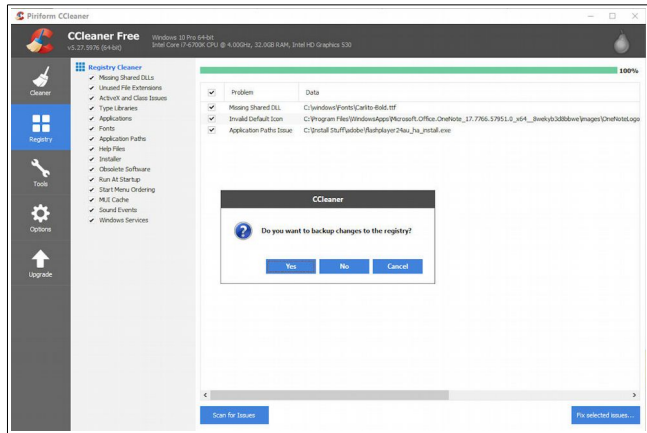 Piriform CCleaner
CCleaner Free
v5.27.5976 (64-bit)
Windows 10 Pro 64-bit
Intel Core i7-6700K CPU @ 4.00GHz, 32.0GB RAM, Intel HD Graphics 530
Cleaner
Registry
Tools
Options
Upgrade
Registry Cleaner
Missing Shared DLLs
Unused File Extensions
ActiveX and Class Issues
Type Libraries
Applications
Fonts
Application Paths
Help Files
Installer
Obsolete Software
Run At Startup
Start Menu Ordering
MUI Cache
Sound Events
Windows Services
100%
Problem Data
Missing Shared DLL C:\windows\Fonts\Carlito-Bold.ttf
Invalid Default Icon C:\Program Files\WindowsApps\Microsoft.Office.OneNote_17.7766.57951.0_x64__8wekyb3d8bbwe\images\OneNoteLogo
Application Paths Issue C:\Install Stuff\adobe\flashplayer24au_ha_install.exe
CCleaner
Do you want to backup changes to the registry?
Yes No Cancel
Scan for Issues
Fix selected issues...